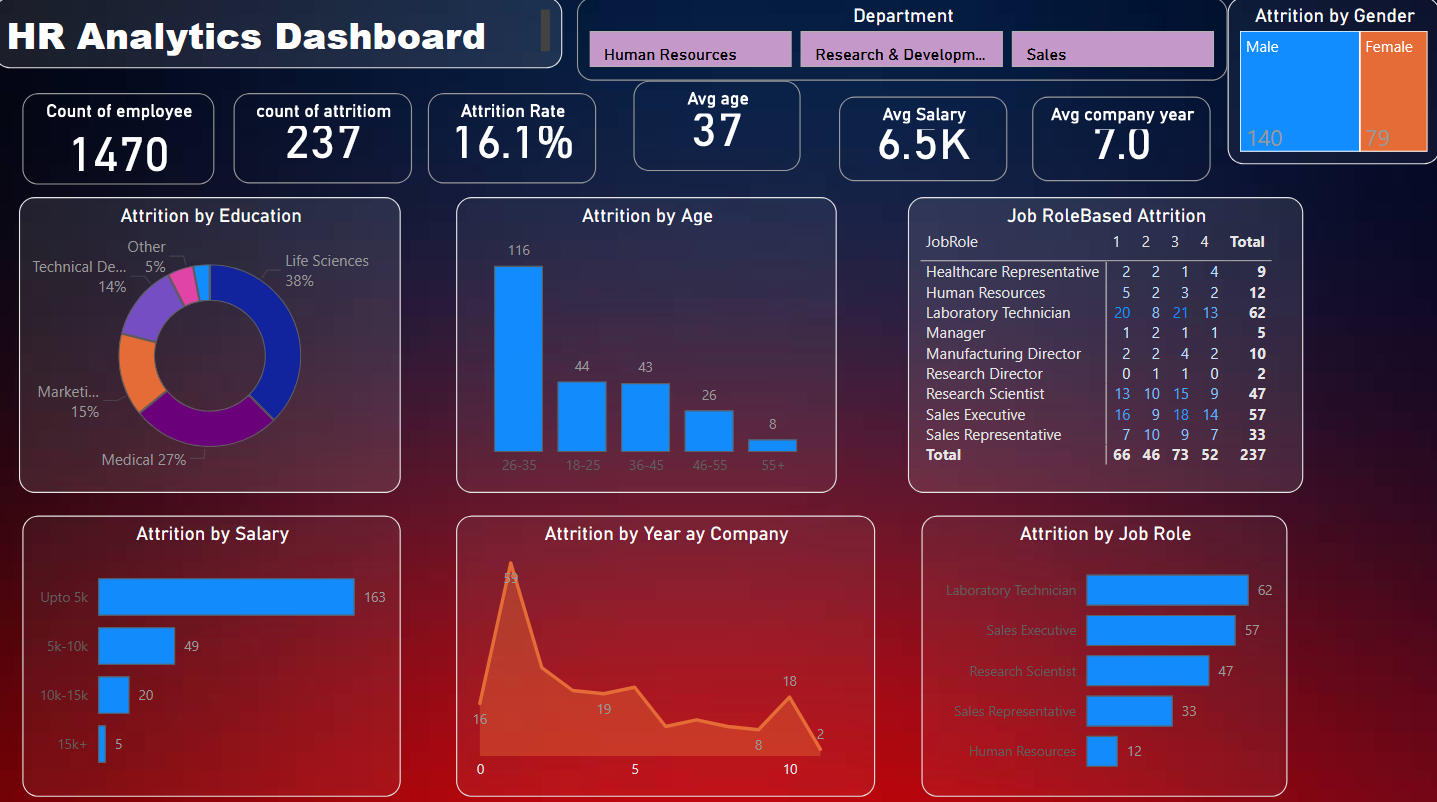 HR Analytics Dashboard
Department
Human Resources
Research & Developm...
Sales
Attrition by Gender
Male
Female
140
79
Count of employee
1470
count of attritiom
237
Attrition Rate
16.1%
Avg age
37
Avg Salary
6.5K
Avg company year
7.0
Attrition by Education
Other
5%
Technical De...
14%
Life Sciences
38%
Marketi...
15%
Medical 27%
Attrition by Age
116
44
43
26
8
26-35 18-25 36-45 46-55 55+
Job RoleBased Attrition
JobRole 1 2 3 4 Total
Healthcare Representative 2 2 1 4 9
Human Resources 5 2 3 2 12
Laboratory Technician 20 8 21 13 62
Manager 1 2 1 1 5
Manufacturing Director 2 2 4 2 10
Research Director 0 1 1 0 2
Research Scientist 13 10 15 9 47
Sales Executive 16 9 18 14 57
Sales Representative 7 10 9 7 33
Total 66 46 73 52 237
Attrition by Salary
Upto 5k 163
5k-10k 49
10k-15k 20
15k+ 5
Attrition by Year ay Company
59
16
19
18
8
2
0 5 10
Attrition by Job Role
Laboratory Technician 62
Sales Executive 57
Research Scientist 47
Sales Representative 33
Human Resources 12